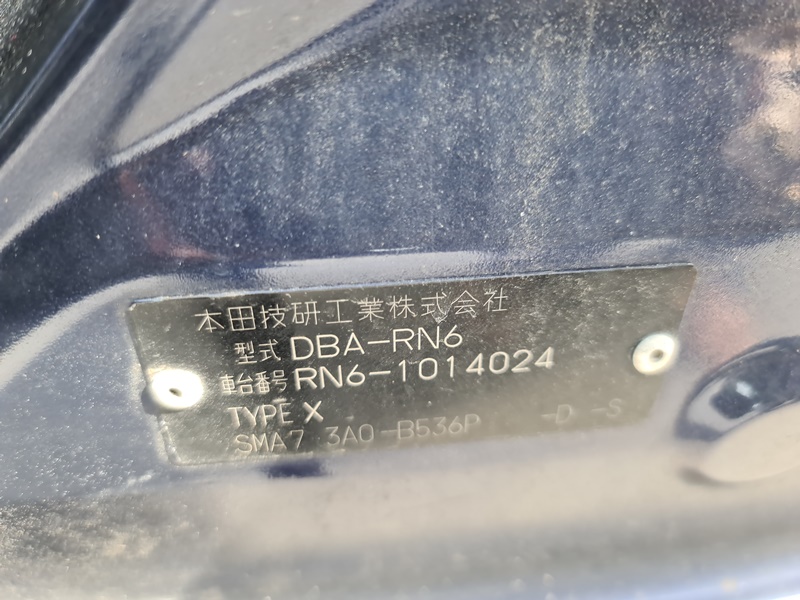 本田技研工業株式会社
型式 DBA-RN6
車台番号 RN6-1014024
TYPE X
SMA7 3A0-B536P -D -S